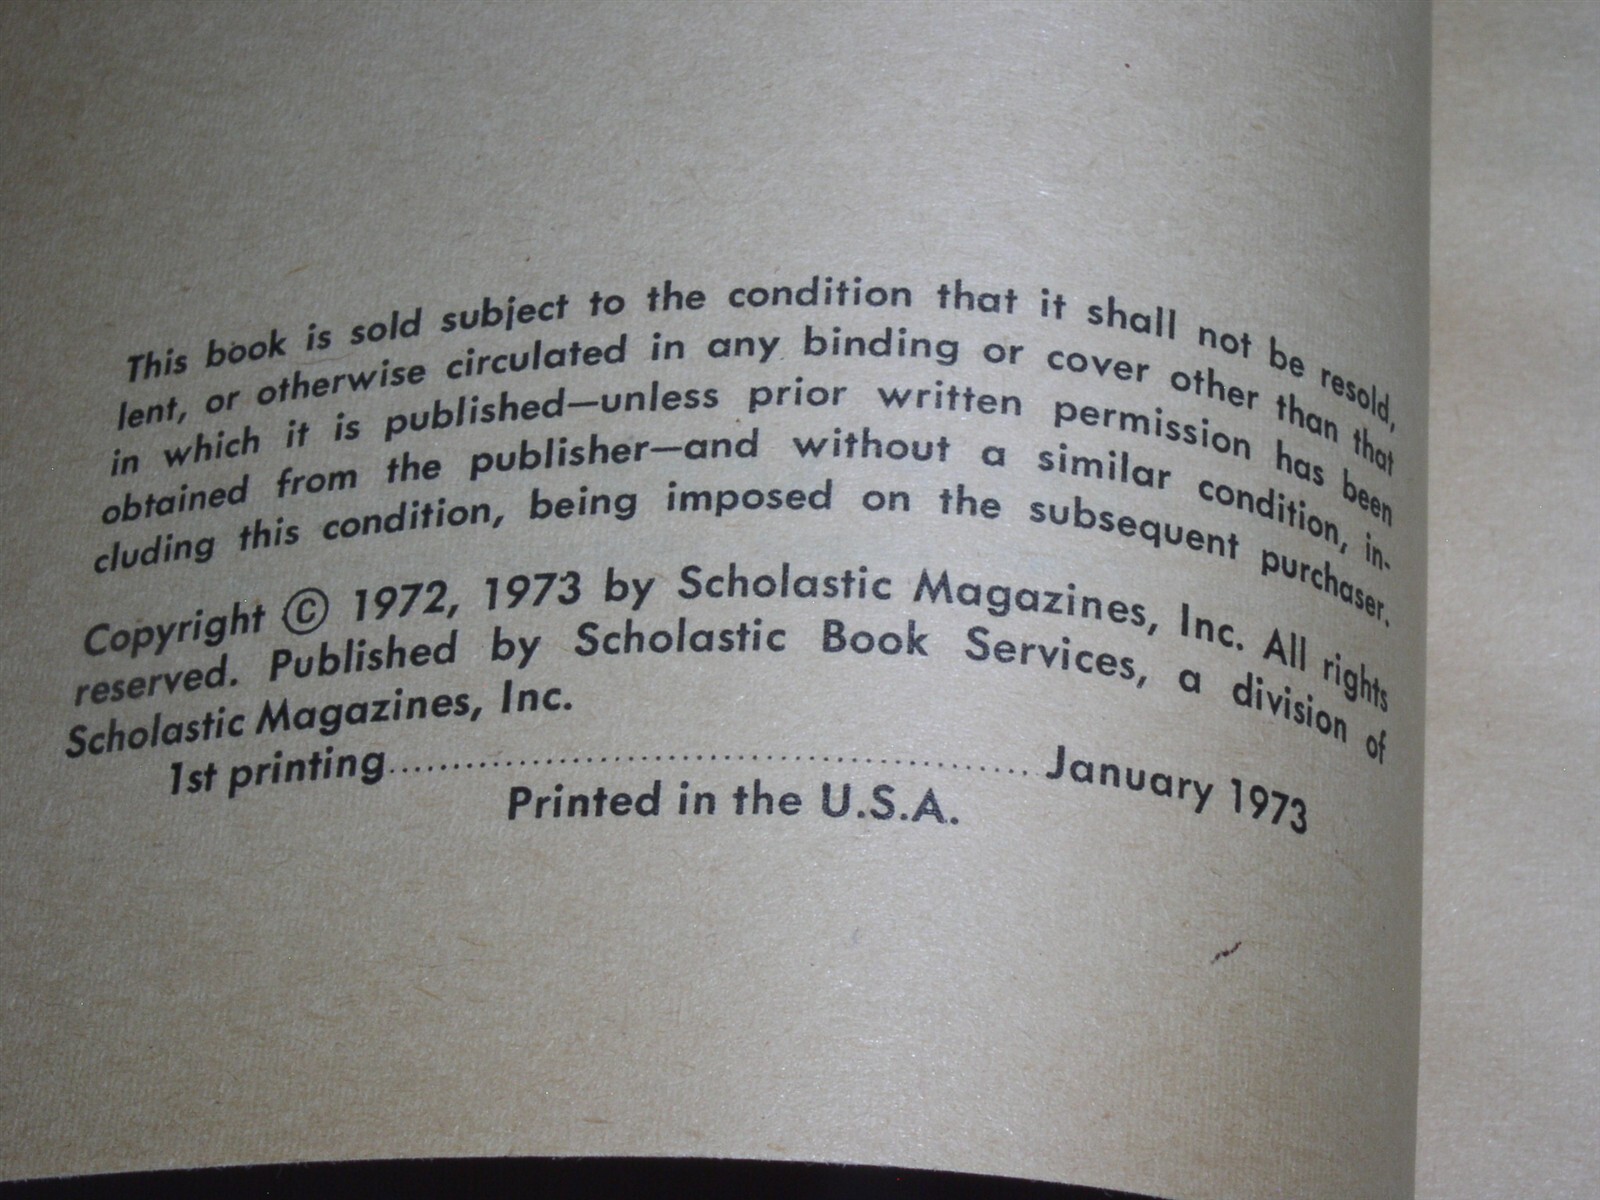 This book is sold subject to the condition that it shall not be resold,
lent, or otherwise circulated in any binding or cover other than that
in which it is published—unless prior written permission has been
obtained from the publisher—and without a similar condition, in-
cluding this condition, being imposed on the subsequent purchaser.
Copyright © 1972, 1973 by Scholastic Magazines, Inc. All rights
reserved. Published by Scholastic Book Services, a division of
Scholastic Magazines, Inc.
1st printing.................................................January 1973
Printed in the U.S.A.